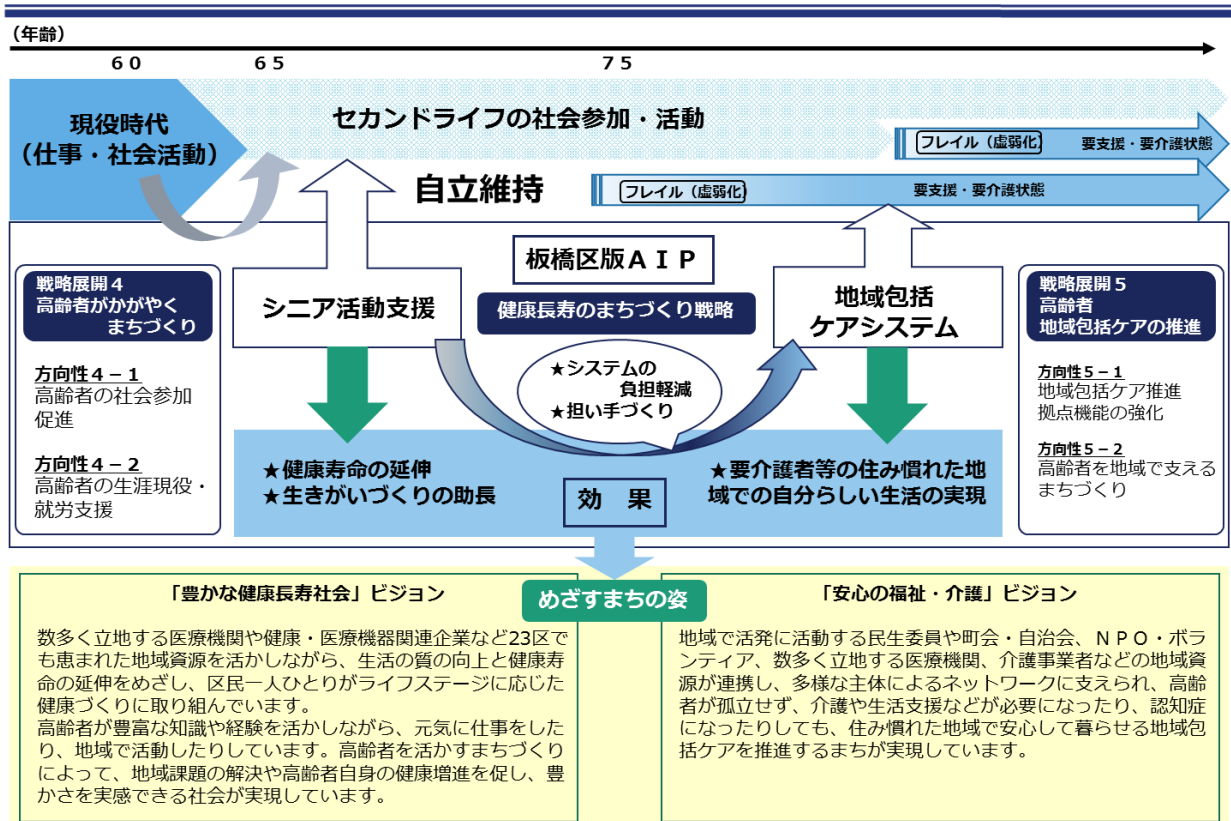 (年齢)
60
65
75
現役時代
(仕事・社会活動)
セカンドライフの社会参加・活動
フレイル(虚弱化)
要支援・要介護状態
自立維持
フレイル(虚弱化)
要支援・要介護状態
板橋区版AIP
戦略展開4
高齢者がかがやく
まちづくり
方向性4-1
高齢者の社会参加
促進
方向性4-2
高齢者の生涯現役・
就労支援
シニア活動支援
健康長寿のまちづくり戦略
地域包括
ケアシステム
★システムの
負担軽減
★担い手づくり
戦略展開5
高齢者
地域包括ケアの推進
方向性5-1
地域包括ケア推進
拠点機能の強化
方向性5-2
高齢者を地域で支える
まちづくり
★健康寿命の延伸
★生きがいづくりの助長
効 果
★要介護者等の住み慣れた地
域での自分らしい生活の実現
めざすまちの姿
「豊かな健康長寿社会」ビジョン
数多く立地する医療機関や健康・医療機器関連企業など23区で
も恵まれた地域資源を活かしながら、生活の質の向上と健康寿
命の延伸をめざし、区民一人ひとりがライフステージに応じた
健康づくりに取り組んでいます。
高齢者が豊富な知識や経験を活かしながら、元気に仕事をした
り、地域で活動したりしています。高齢者を活かすまちづくり
によって、地域課題の解決や高齢者自身の健康増進を促し、豊
かさを実感できる社会が実現しています。
「安心の福祉・介護」ビジョン
地域で活発に活動する民生委員や町会・自治会、NPO・ボラ
ンティア、数多く立地する医療機関、介護事業者などの地域資
源が連携し、多様な主体によるネットワークに支えられ、高齢
者が孤立せず、介護や生活支援などが必要になったり、認知症
になったりしても、住み慣れた地域で安心して暮らせる地域包
括ケアを推進するまちが実現しています。